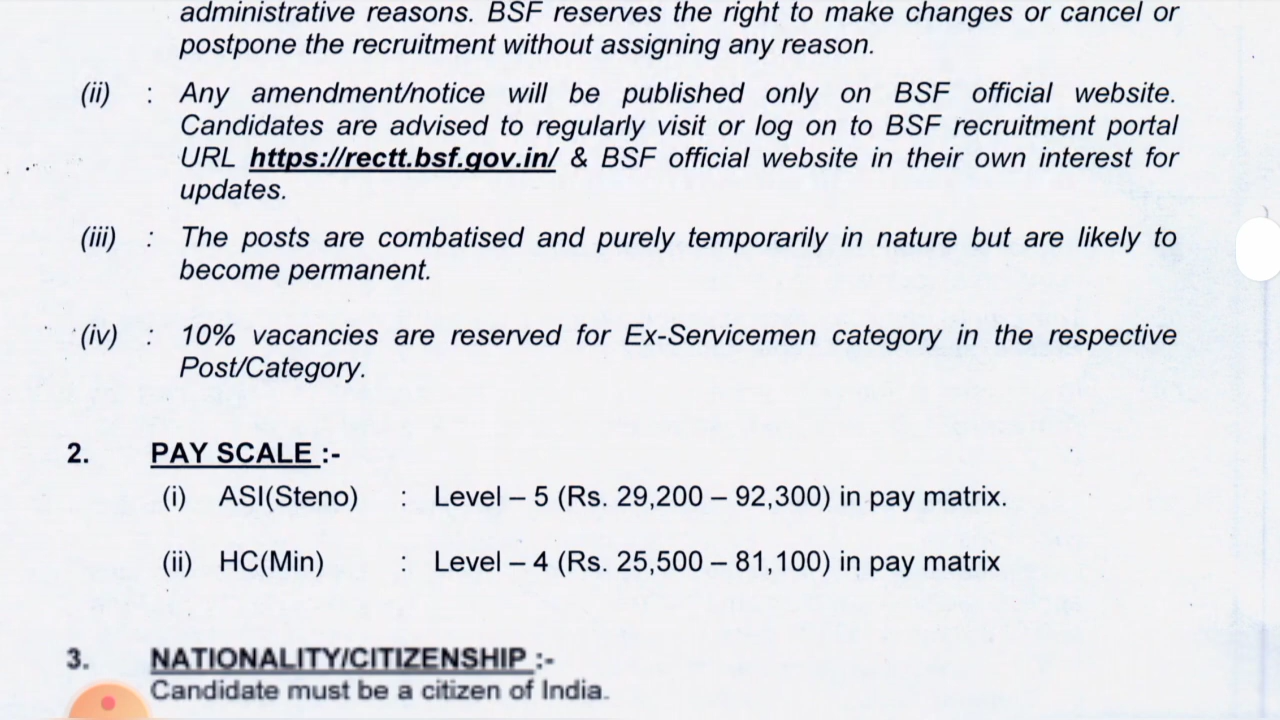 administrative reasons. BSF reserves the right to make changes or cancel or
postpone the recruitment without assigning any reason.
(ii) : Any amendment/notice will be published only on BSF official website.
Candidates are advised to regularly visit or log on to BSF recruitment portal
URL https://rectt.bsf.gov.in/ & BSF official website in their own interest for
updates.
(iii) : The posts are combatised and purely temporarily in nature but are likely to
become permanent.
(iv) : 10% vacancies are reserved for Ex-Servicemen category in the respective
Post/Category.
2. PAY SCALE :-
(i) ASI(Steno) : Level – 5 (Rs. 29,200 – 92,300) in pay matrix.
(ii) HC(Min) : Level – 4 (Rs. 25,500 – 81,100) in pay matrix
3. NATIONALITY/CITIZENSHIP :-
Candidate must be a citizen of India.